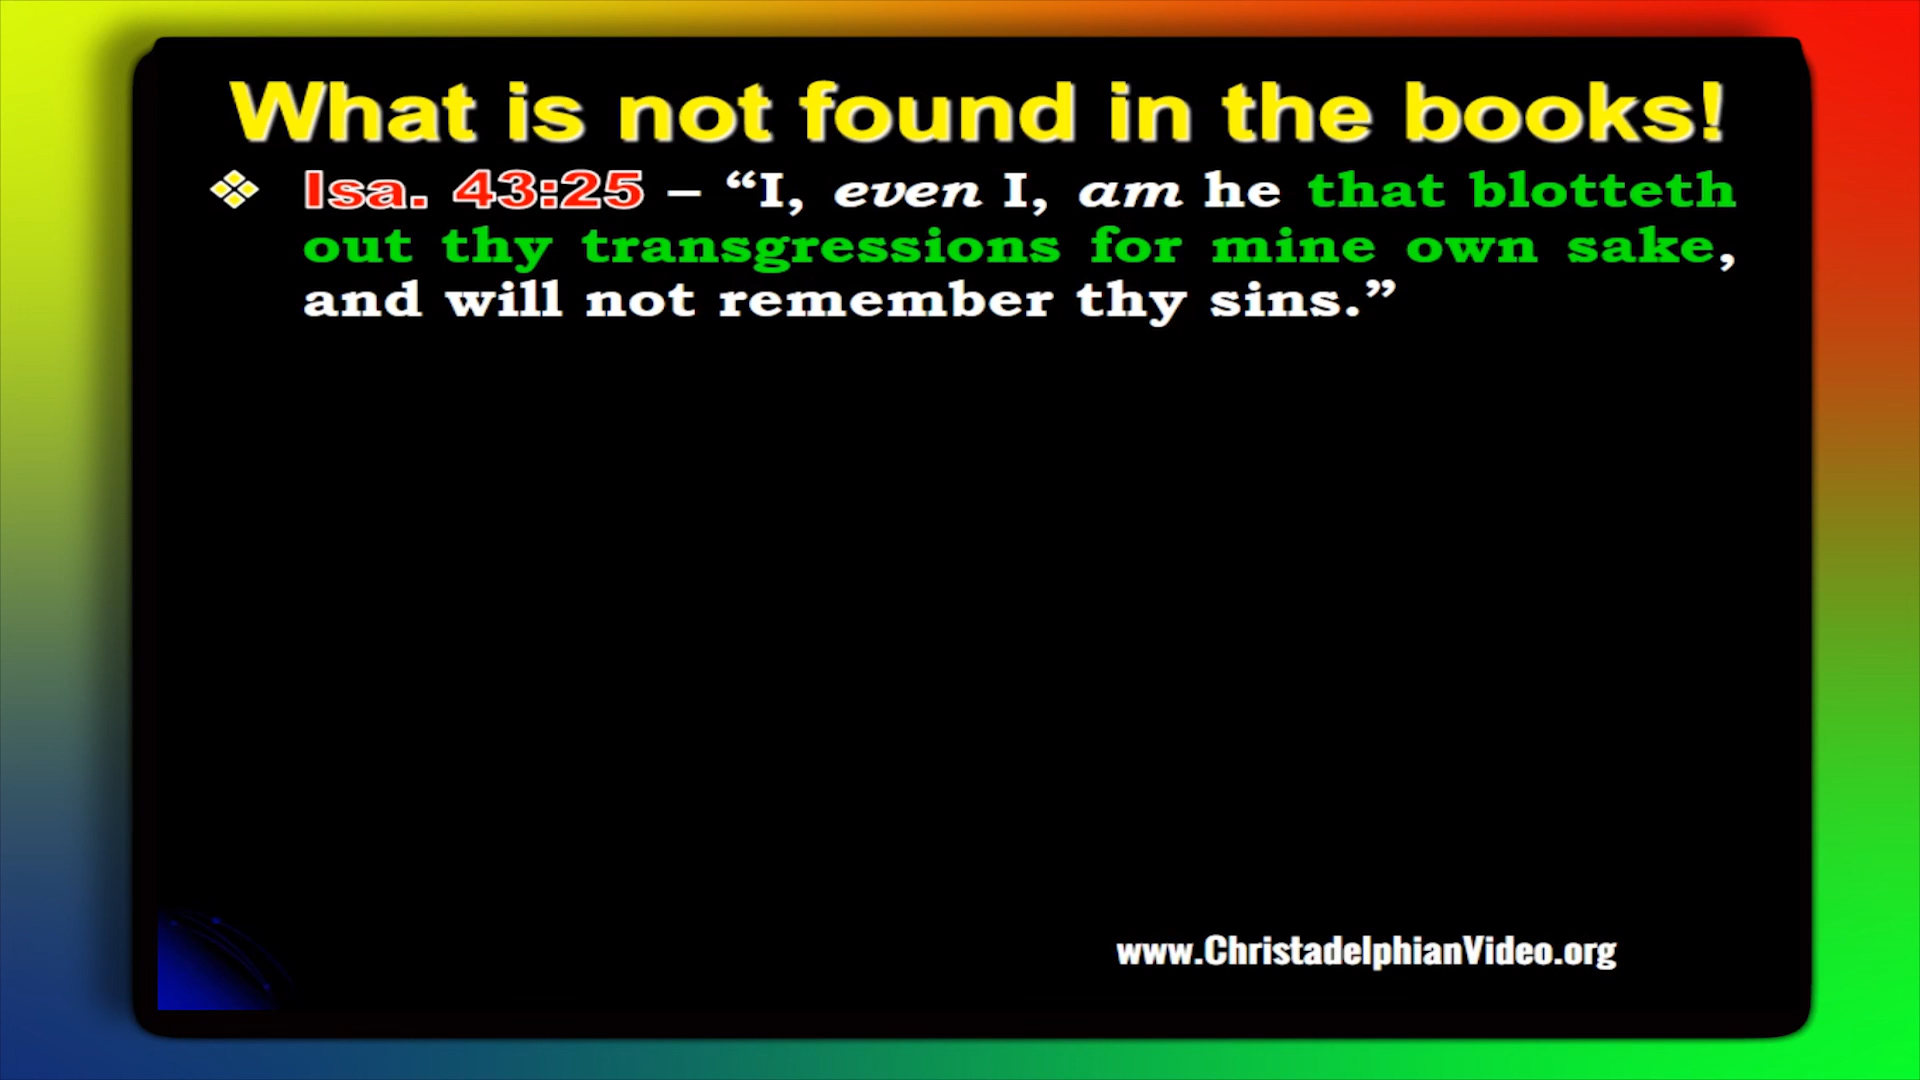 What is not found in the books!
Isa. 43:25 – “I, even I, am he that blotteth
out thy transgressions for mine own sake,
and will not remember thy sins.”
www.ChristadelphianVideo.org